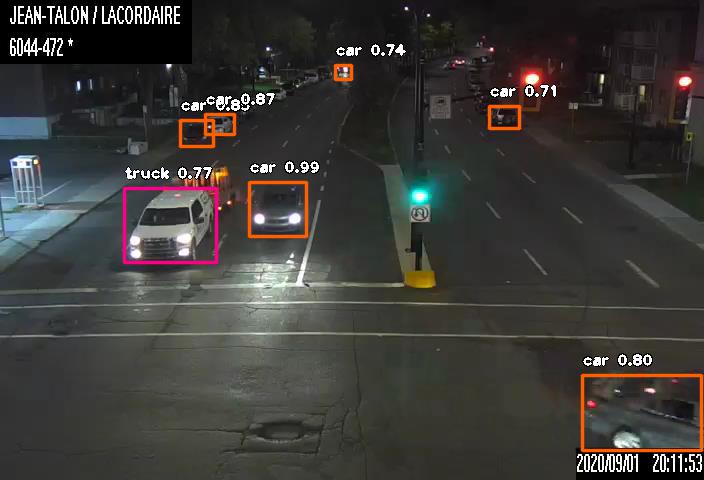 JEAN-TALON / LACORDAIRE
6044-472 *
car 0.74
car 0.71
car 0.87
truck 0.77
car 0.99
car 0.80
2020/09/01 20:11:53